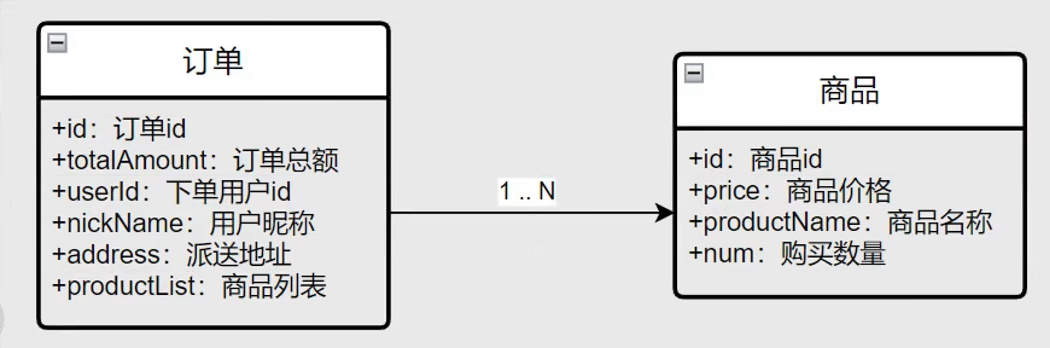 订单
+id：订单id
+totalAmount：订单总额
+userId：下单用户id
+nickName：用户昵称
+address：派送地址
+productList：商品列表
1 .. N
商品
+id：商品id
+price：商品价格
+productName：商品名称
+num：购买数量